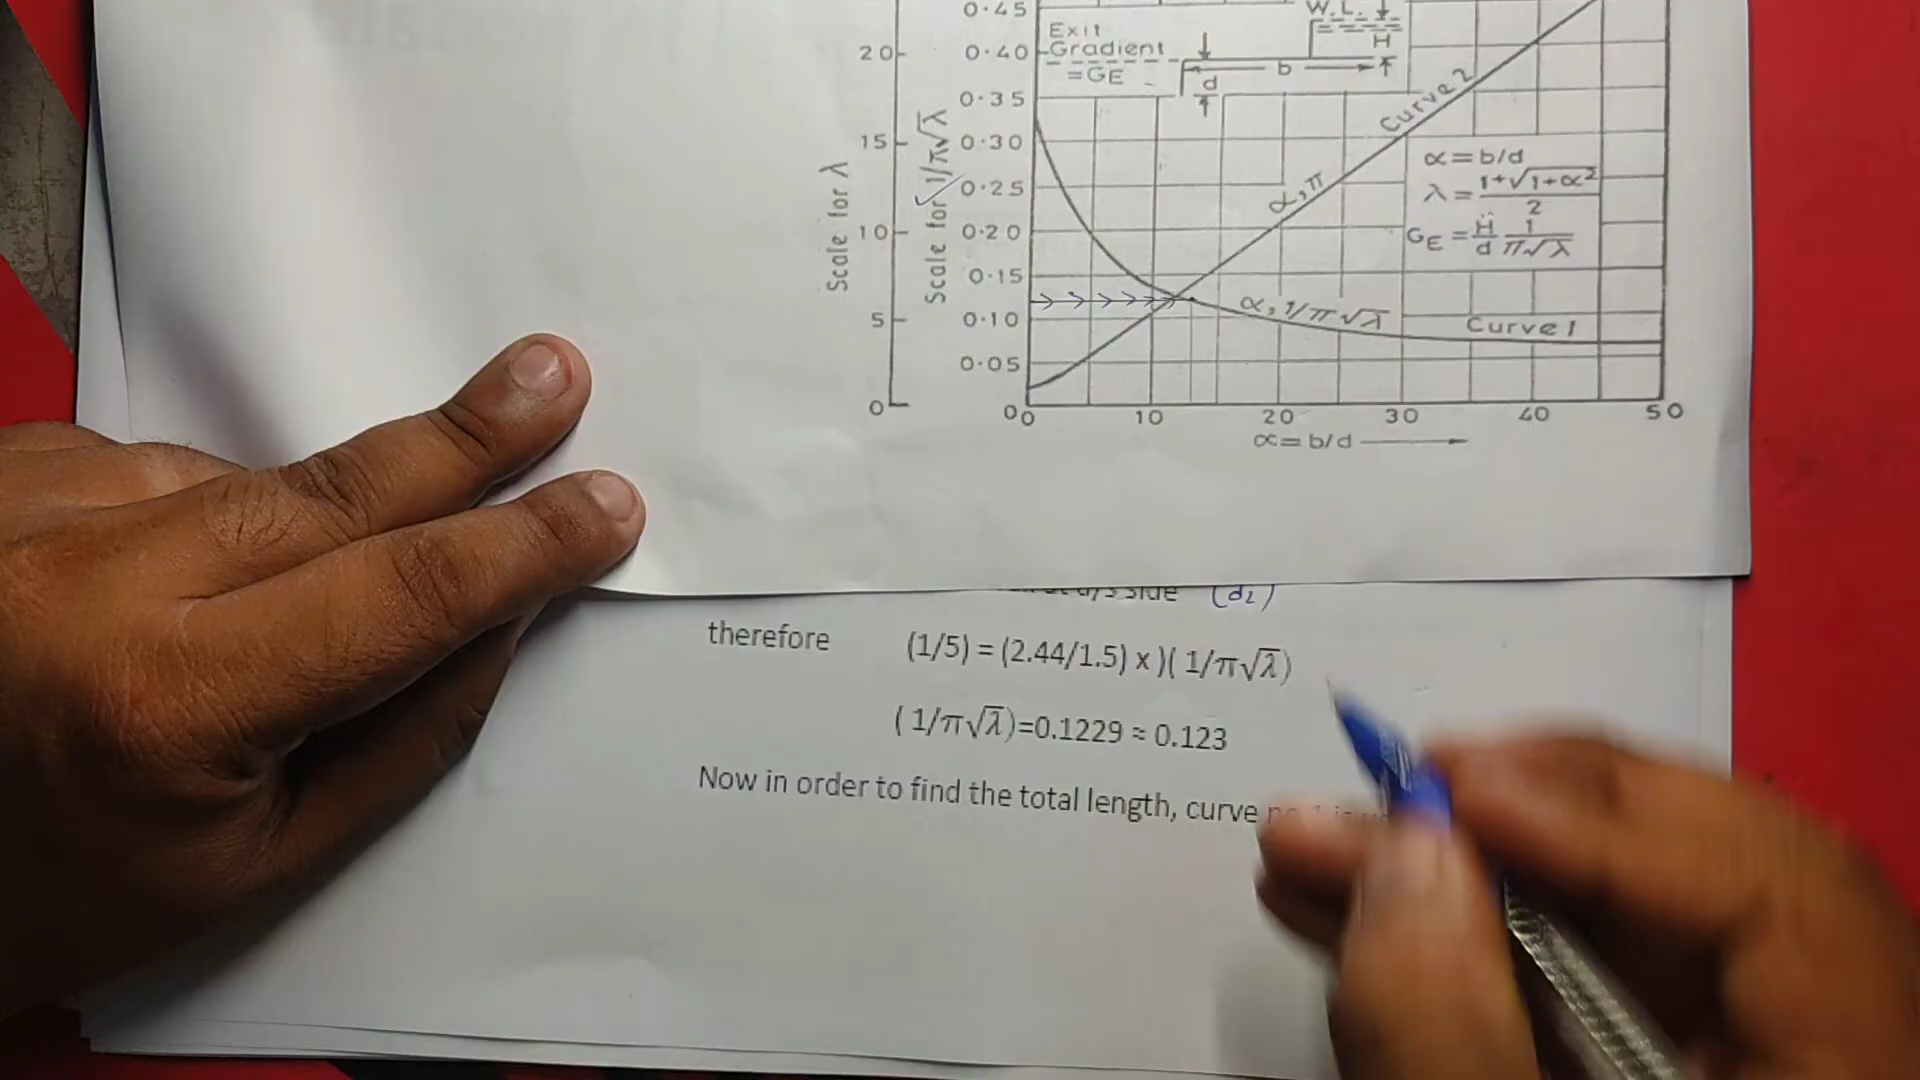 0.45
W.L.
Exit
Gradient
=GE
H
b
d
20
0.40
0.35
15
0.30
0.25
10
0.20
0.15
5
0.10
0.05
0
00
10
20
30
40
50
Scale for λ
Scale for 1/π√λ
Curve 2
α, π
α = b/d
λ = 1+√1+α² / 2
GE = H/d 1/π√λ
α, 1/π√λ
Curve 1
α = b/d
side (d2)
therefore (1/5) = (2.44/1.5) x )( 1/π√λ)
( 1/π√λ)=0.1229 ≈ 0.123
Now in order to find the total length, curve